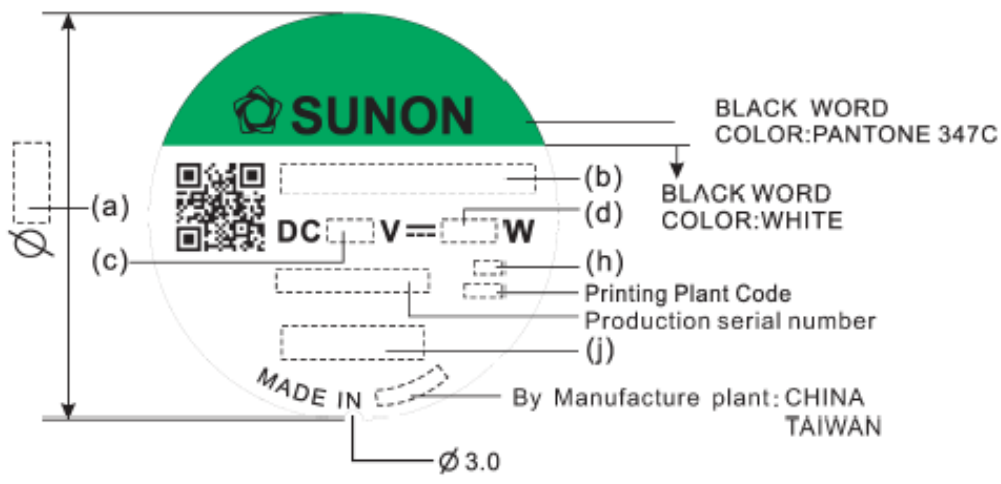 SUNON
BLACK WORD
COLOR:PANTONE 347C
(b)
BLACK WORD
COLOR:WHITE
(a)
Ø
DC V W
(d)
(c)
(h)
Printing Plant Code
Production serial number
(j)
MADE IN
By Manufacture plant: CHINA
TAIWAN
Ø3.0